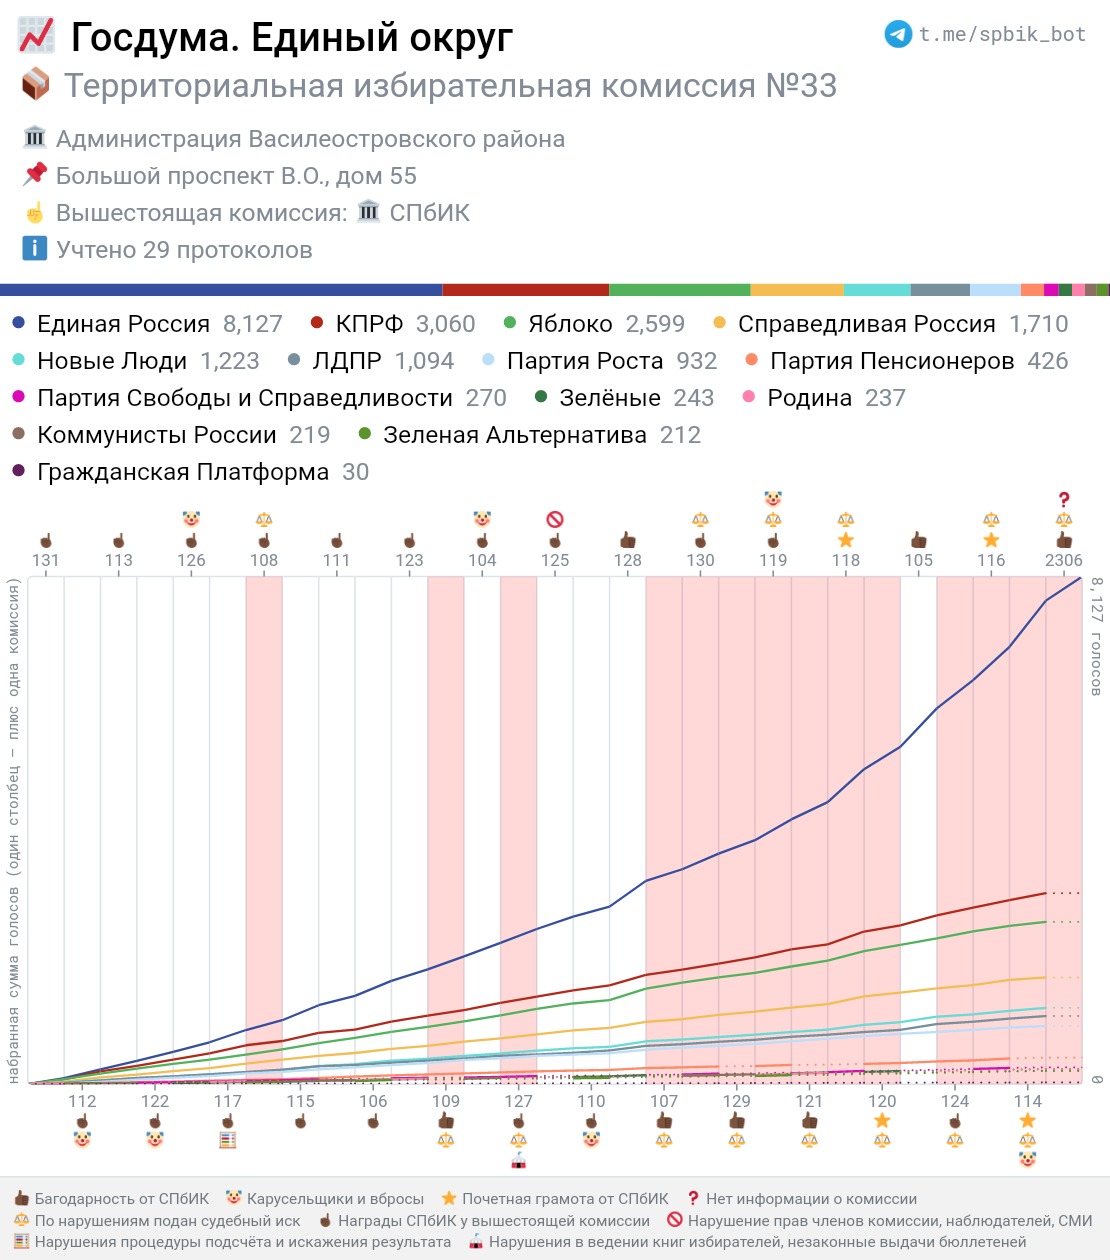 Госдума. Единый округ
t.me/spbik_bot
Территориальная избирательная комиссия №33
Администрация Василеостровского района
Большой проспект В.О., дом 55
Вышестоящая комиссия: СПбИК
Учтено 29 протоколов
Единая Россия 8,127 КПРФ 3,060 Яблоко 2,599 Справедливая Россия 1,710
Новые Люди 1,223 ЛДПР 1,094 Партия Роста 932 Партия Пенсионеров 426
Партия Свободы и Справедливости 270 Зелёные 243 Родина 237
Коммунисты России 219 Зеленая Альтернатива 212
Гражданская Платформа 30
131 113 126 108 111 123 104 125 128 130 119 118 105 116 2306
набранная сумма голосов (один столбец – плюс одна комиссия)
8,127 голосов
0
112 122 117 115 106 109 127 110 107 129 121 120 124 114
Багодарность от СПбИК Карусельщики и вбросы Почетная грамота от СПбИК Нет информации о комиссии
По нарушениям подан судебный иск Награды СПбИК у вышестоящей комиссии Нарушение прав членов комиссии, наблюдателей, СМИ
Нарушения процедуры подсчёта и искажения результата Нарушения в ведении книг избирателей, незаконные выдачи бюллетеней